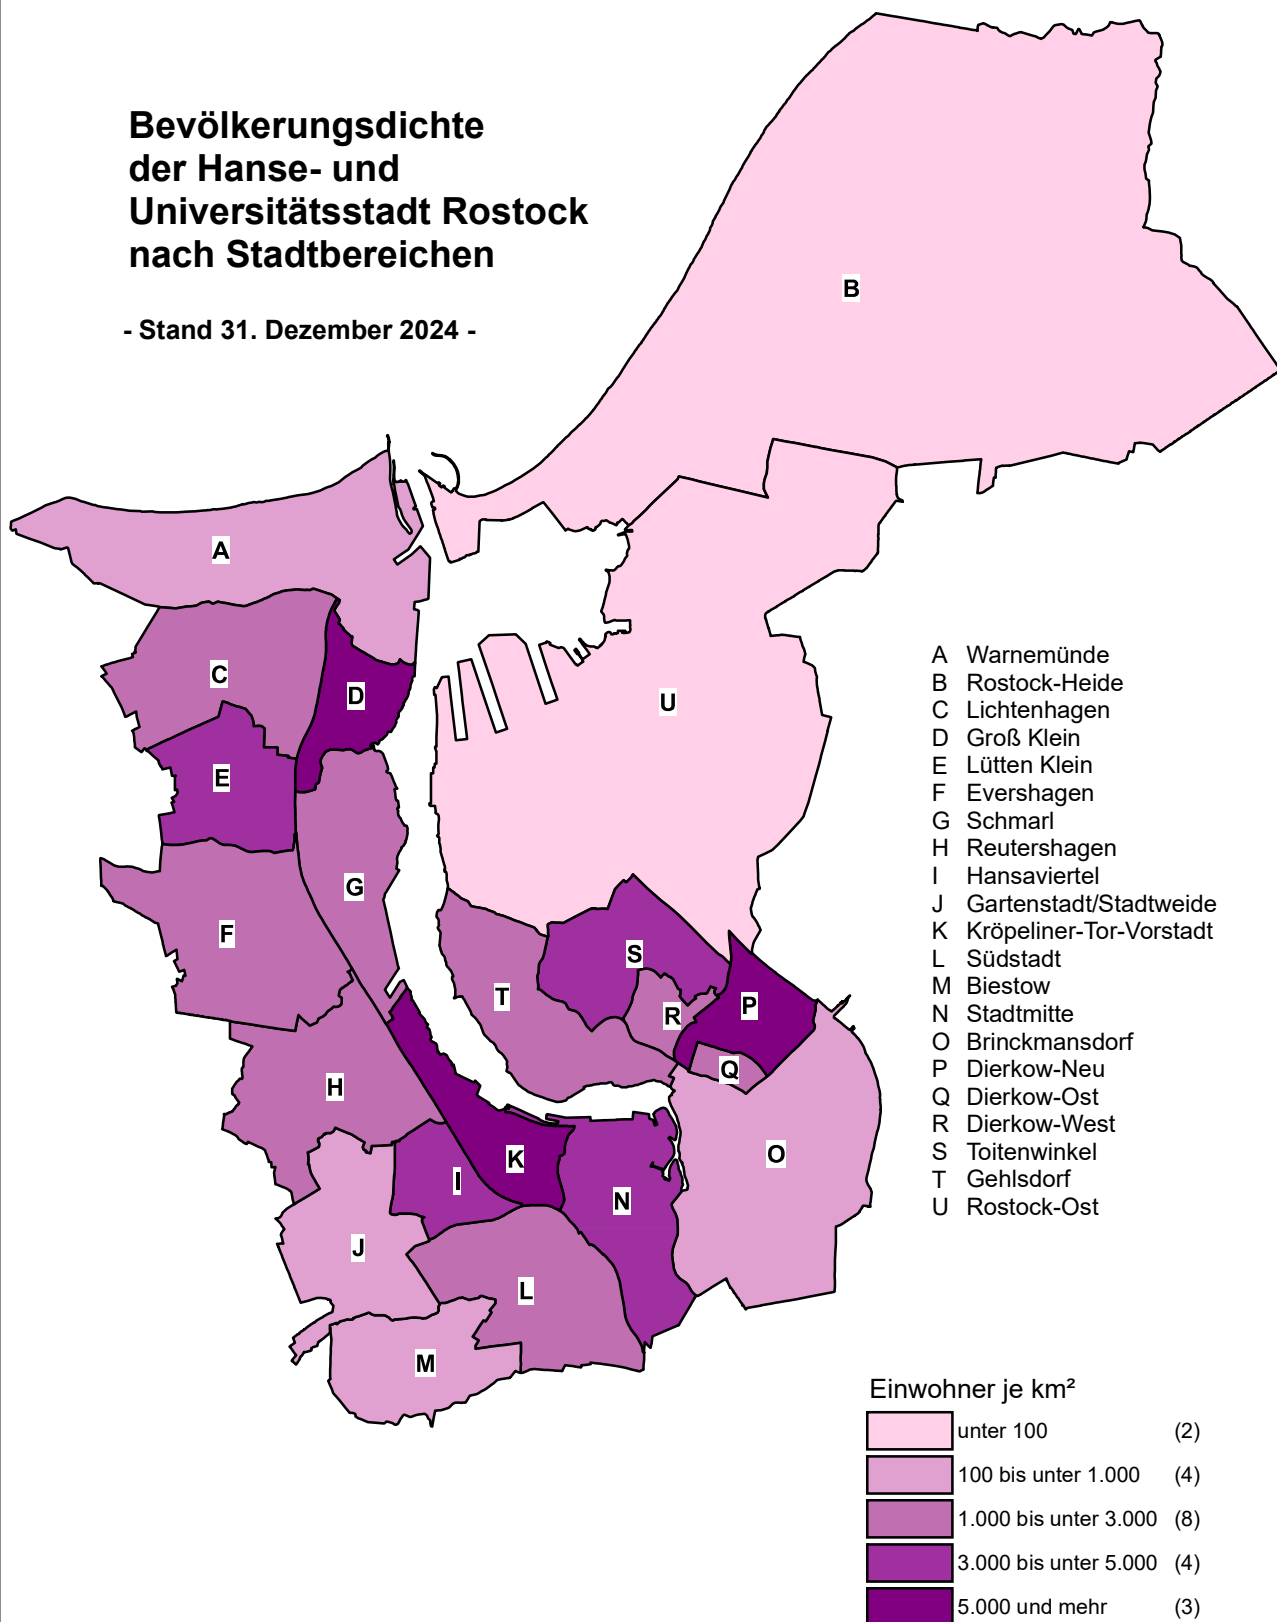 Bevölkerungsdichte
der Hanse- und
Universitätsstadt Rostock
nach Stadtbereichen
- Stand 31. Dezember 2024 -
B
A
C
D
U
E
G
F
S
T
P
R
Q
H
K
O
I
N
J
L
M
A Warnemünde
B Rostock-Heide
C Lichtenhagen
D Groß Klein
E Lütten Klein
F Evershagen
G Schmarl
H Reutershagen
I Hansaviertel
J Gartenstadt/Stadtweide
K Kröpeliner-Tor-Vorstadt
L Südstadt
M Biestow
N Stadtmitte
O Brinckmansdorf
P Dierkow-Neu
Q Dierkow-Ost
R Dierkow-West
S Toitenwinkel
T Gehlsdorf
U Rostock-Ost
Einwohner je km²
unter 100 (2)
100 bis unter 1.000 (4)
1.000 bis unter 3.000 (8)
3.000 bis unter 5.000 (4)
5.000 und mehr (3)